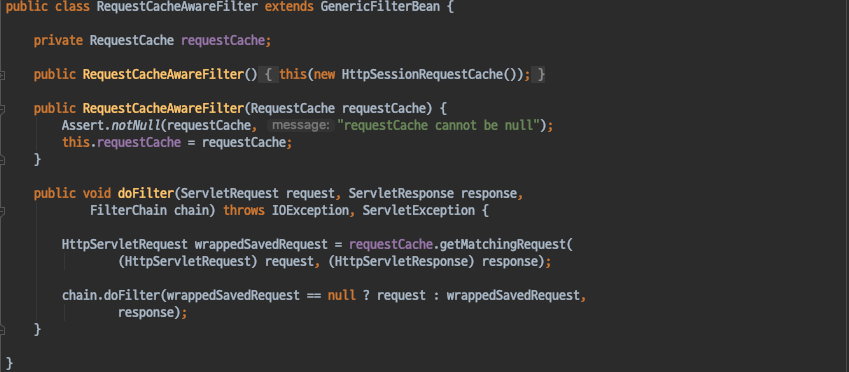 public class RequestCacheAwareFilter extends GenericFilterBean {
private RequestCache requestCache;
public RequestCacheAwareFilter() { this(new HttpSessionRequestCache()); }
public RequestCacheAwareFilter(RequestCache requestCache) {
Assert.notNull(requestCache, message: "requestCache cannot be null");
this.requestCache = requestCache;
}
public void doFilter(ServletRequest request, ServletResponse response,
FilterChain chain) throws IOException, ServletException {
HttpServletRequest wrappedSavedRequest = requestCache.getMatchingRequest(
(HttpServletRequest) request, (HttpServletResponse) response);
chain.doFilter(wrappedSavedRequest == null ? request : wrappedSavedRequest,
response);
}
}